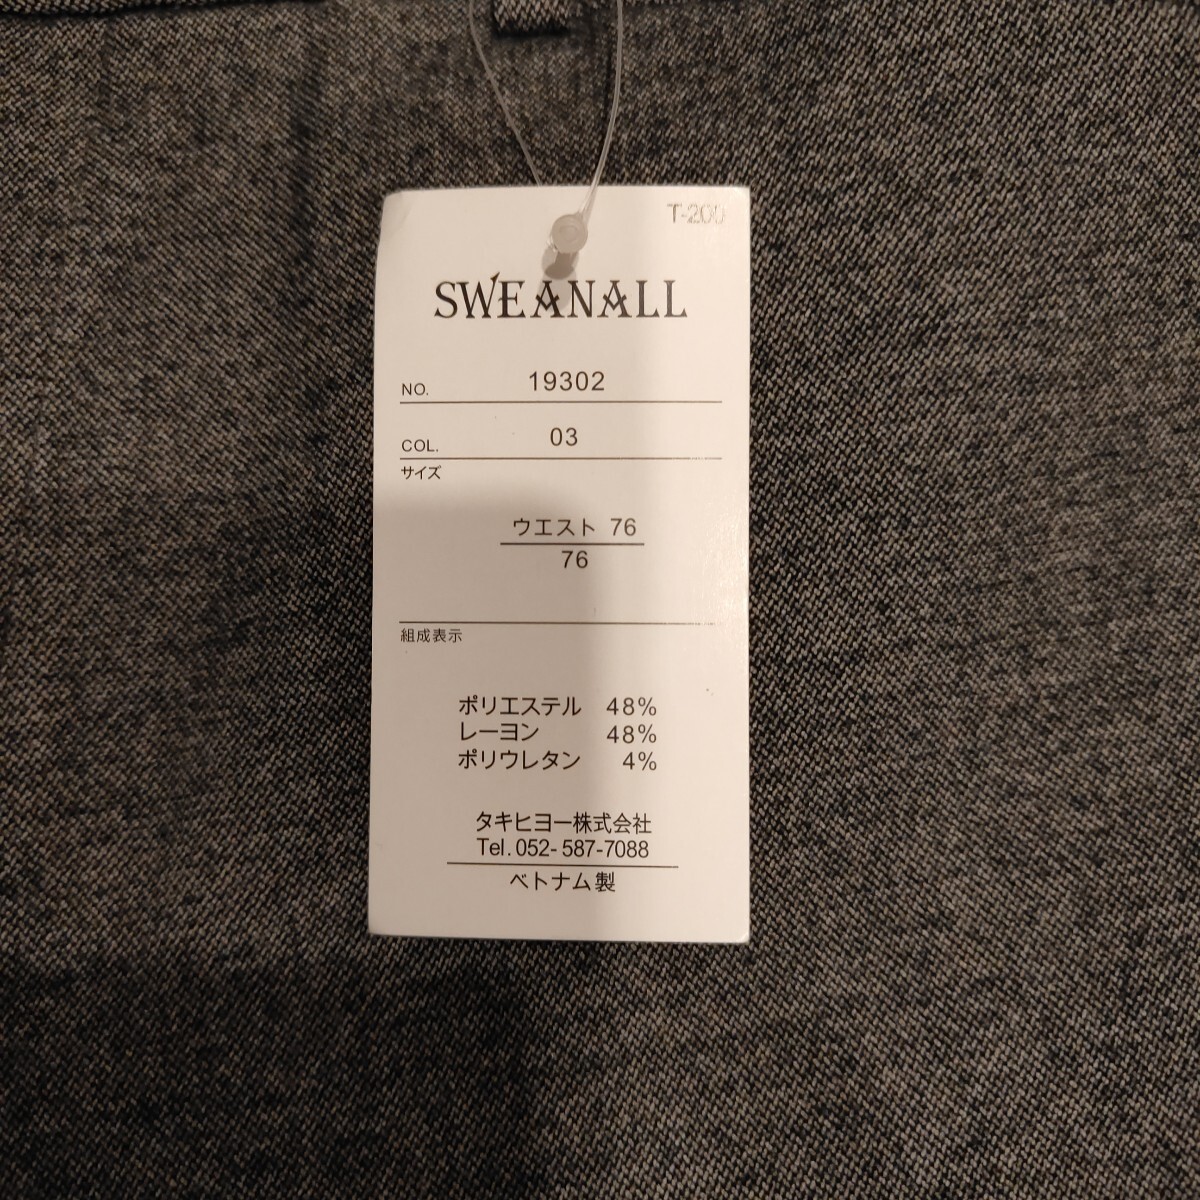 T-200
SWEANALL
NO. 19302
COL. 03
サイズ
ウエスト 76
76
組成表示
ポリエステル 48%
レーヨン 48%
ポリウレタン 4%
タキヒヨー株式会社
Tel. 052-587-7088
ベトナム製